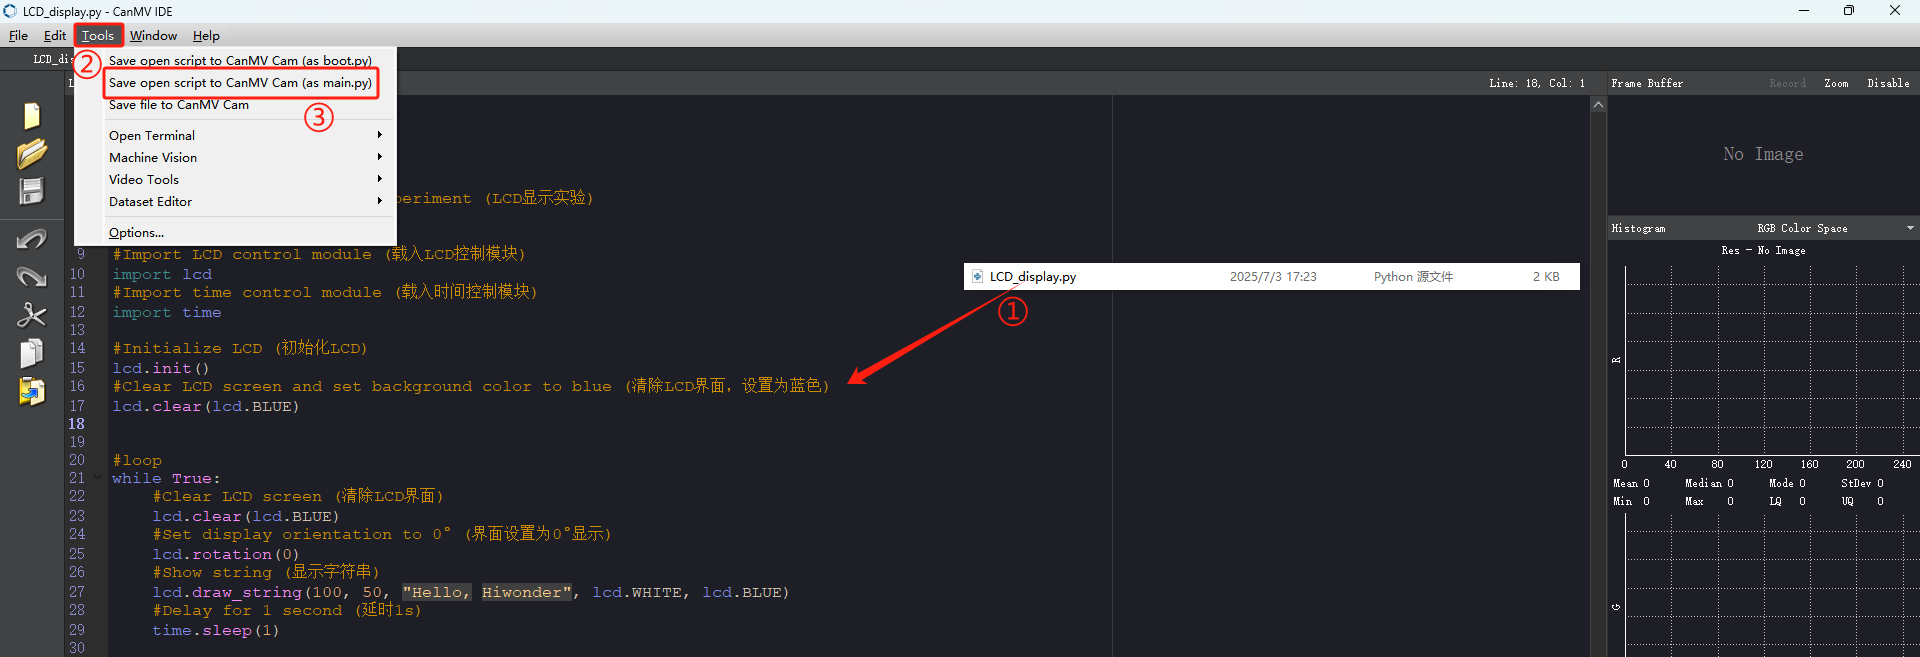 LCD_display.py - CanMV IDE
File Edit Tools Window Help
LCD_dis
②
Save open script to CanMV Cam (as boot.py)
Save open script to CanMV Cam (as main.py)
Save file to CanMV Cam
③
Open Terminal
Machine Vision
Video Tools
Dataset Editor
Options...
Line: 18, Col: 1
periment (LCD显示实验)
9 #Import LCD control module (载入LCD控制模块)
10 import lcd
11 #Import time control module (载入时间控制模块)
12 import time
13
14 #Initialize LCD (初始化LCD)
15 lcd.init()
16 #Clear LCD screen and set background color to blue (清除LCD界面, 设置为蓝色)
17 lcd.clear(lcd.BLUE)
18
19
20 #loop
21 while True:
22 #Clear LCD screen (清除LCD界面)
23 lcd.clear(lcd.BLUE)
24 #Set display orientation to 0° (界面设置为0°显示)
25 lcd.rotation(0)
26 #Show string (显示字符串)
27 lcd.draw_string(100, 50, "Hello, Hiwonder", lcd.WHITE, lcd.BLUE)
28 #Delay for 1 second (延时1s)
29 time.sleep(1)
30
LCD_display.py 2025/7/3 17:23 Python 源文件 2 KB
①
Frame Buffer Record Zoom Disable
No Image
Histogram RGB Color Space
Res - No Image
R
0 40 80 120 160 200 240
Mean 0 Median 0 Mode 0 StDev 0
Min 0 Max 0 LQ 0 UQ 0
G